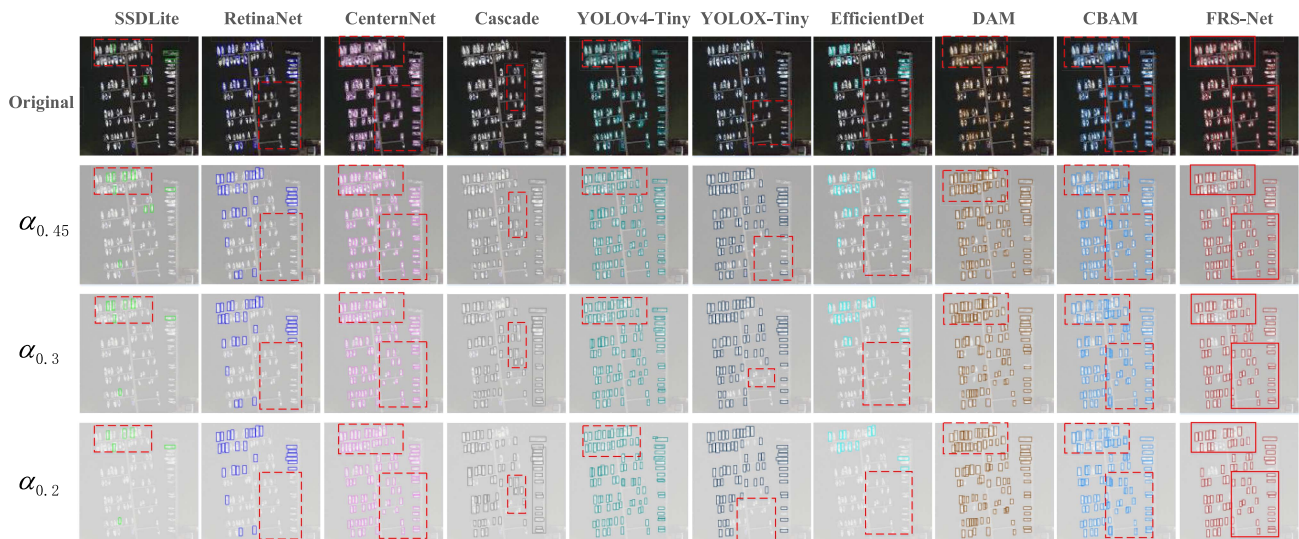 SSDLite RetinaNet CenternNet Cascade YOLOv4-Tiny YOLOX-Tiny EfficientDet DAM CBAM FRS-Net
Original
α0.45
α0.3
α0.2